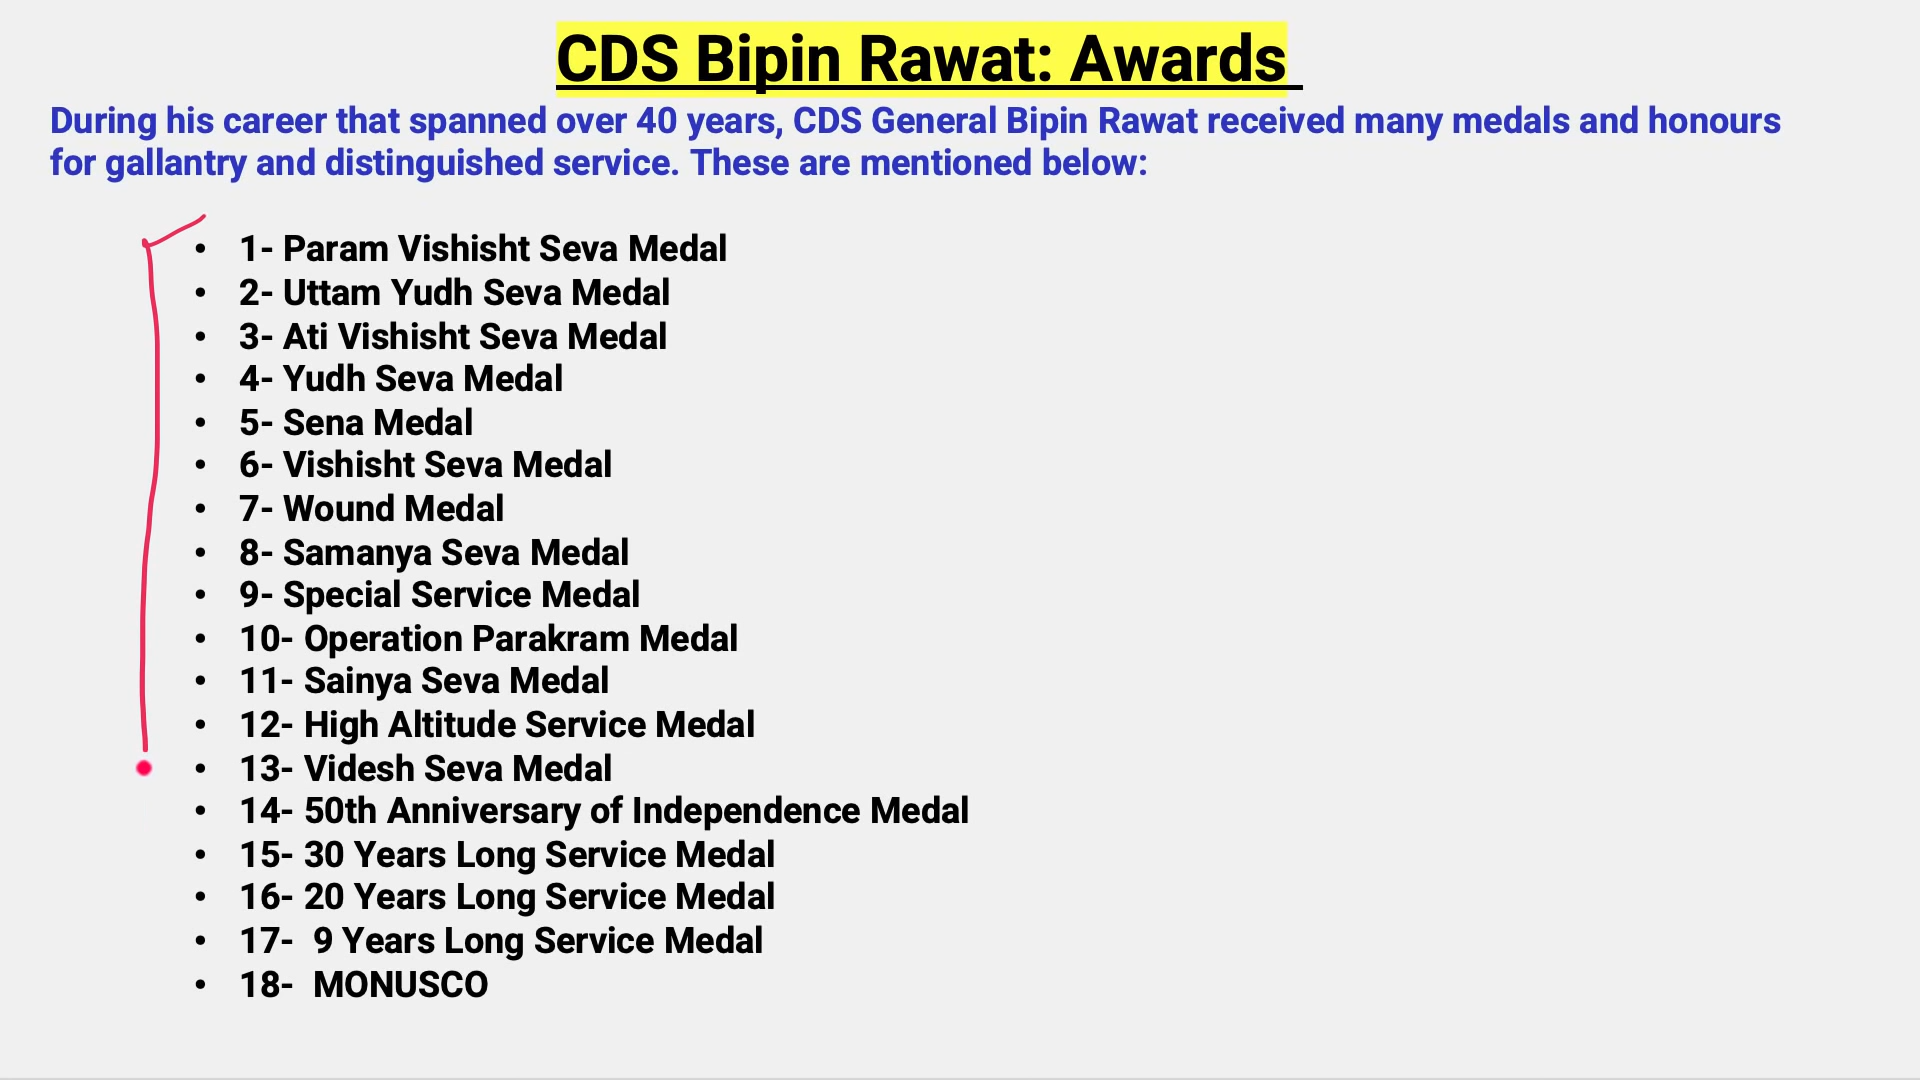 CDS Bipin Rawat: Awards
During his career that spanned over 40 years, CDS General Bipin Rawat received many medals and honours
for gallantry and distinguished service. These are mentioned below:
• 1- Param Vishisht Seva Medal
• 2- Uttam Yudh Seva Medal
• 3- Ati Vishisht Seva Medal
• 4- Yudh Seva Medal
• 5- Sena Medal
• 6- Vishisht Seva Medal
• 7- Wound Medal
• 8- Samanya Seva Medal
• 9- Special Service Medal
• 10- Operation Parakram Medal
• 11- Sainya Seva Medal
• 12- High Altitude Service Medal
• 13- Videsh Seva Medal
• 14- 50th Anniversary of Independence Medal
• 15- 30 Years Long Service Medal
• 16- 20 Years Long Service Medal
• 17- 9 Years Long Service Medal
• 18- MONUSCO